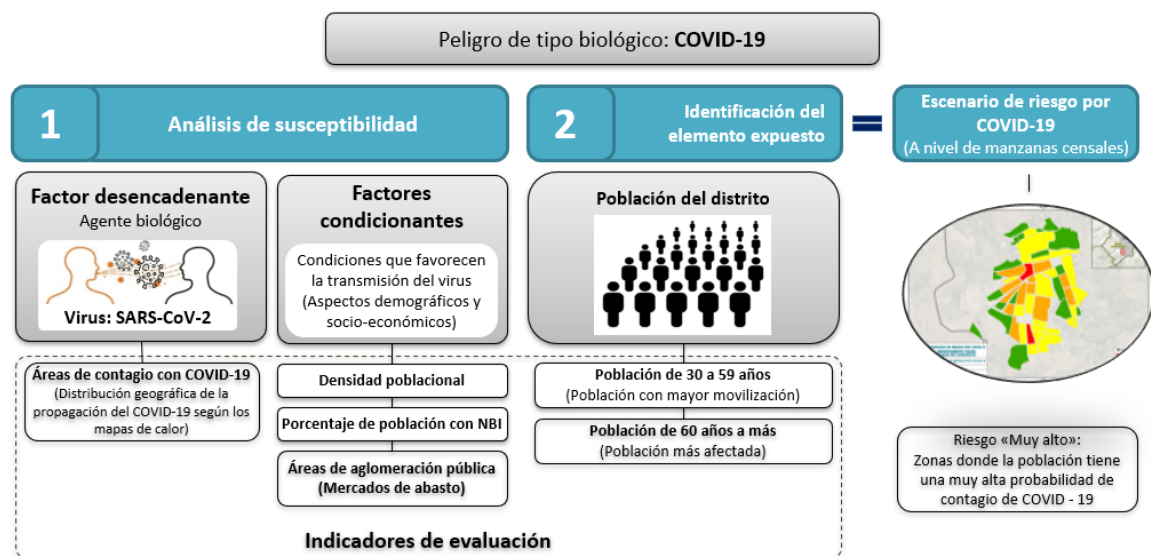 Peligro de tipo biológico: COVID-19
1
Análisis de susceptibilidad
2
Identificación del
elemento expuesto
=
Escenario de riesgo por
COVID-19
(A nivel de manzanas censales)
Factor desencadenante
Agente biológico
Virus: SARS-CoV-2
Factores
condicionantes
Condiciones que favorecen
la transmisión del virus
(Aspectos demográficos y
socio-económicos)
Población del distrito
Áreas de contagio con COVID-19
(Distribución geográfica de la
propagación del COVID-19 según los
mapas de calor)
Densidad poblacional
Porcentaje de población con NBI
Áreas de aglomeración pública
(Mercados de abasto)
Población de 30 a 59 años
(Población con mayor movilización)
Población de 60 años a más
(Población más afectada)
Riesgo «Muy alto»:
Zonas donde la población tiene
una muy alta probabilidad de
contagio de COVID - 19
Indicadores de evaluación